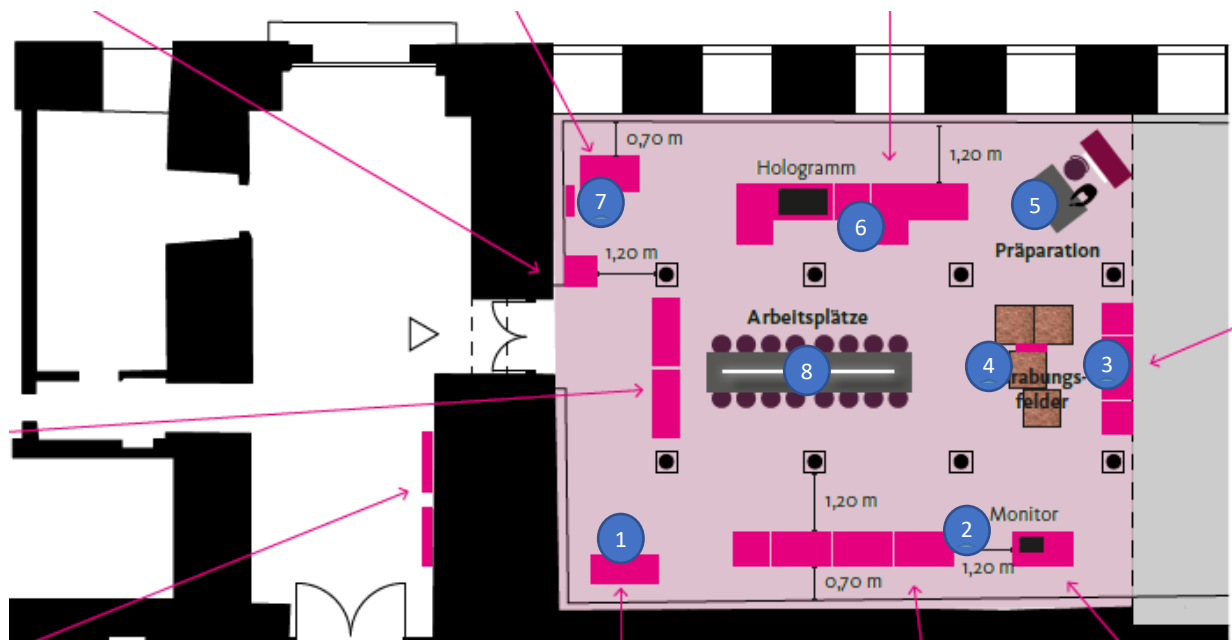 0,70 m
Hologramm
1,20 m
7
5
6
Präparation
1,20 m
Arbeitsplätze
8
4
3
rabungs-
felder
1,20 m
1
2
Monitor
1,20 m
0,70 m